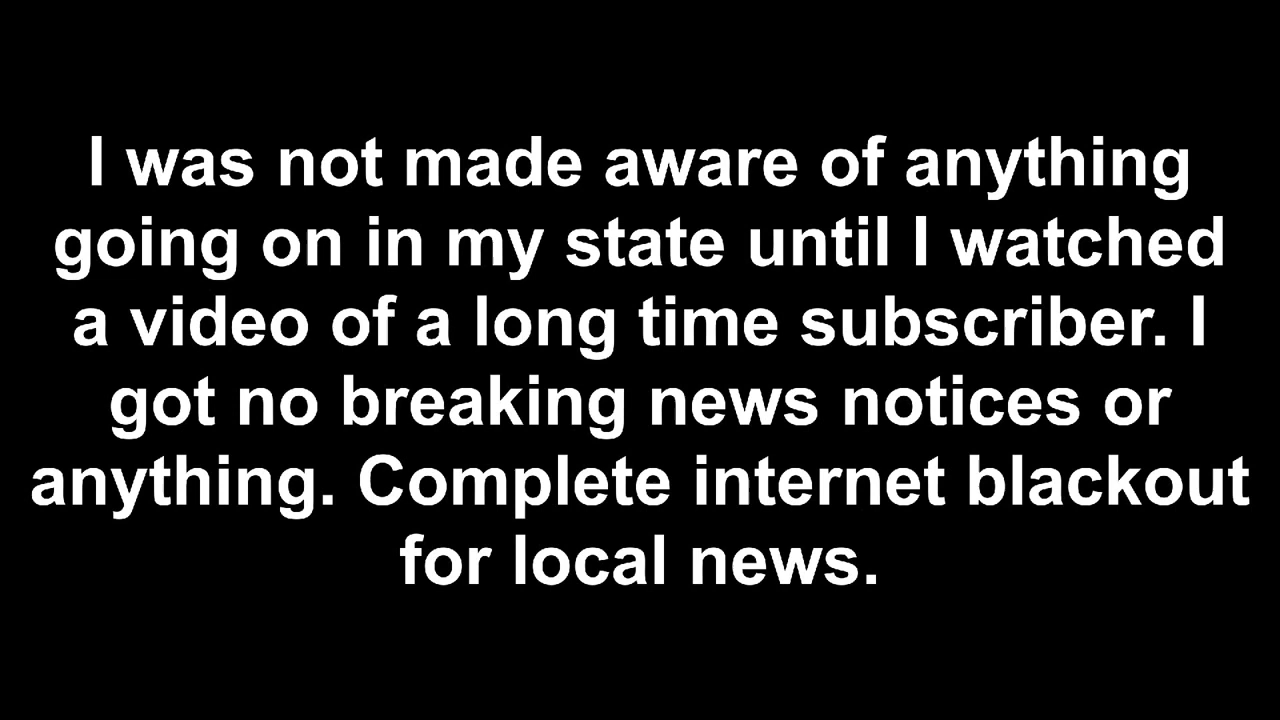 I was not made aware of anything
going on in my state until I watched
a video of a long time subscriber. I
got no breaking news notices or
anything. Complete internet blackout
for local news.